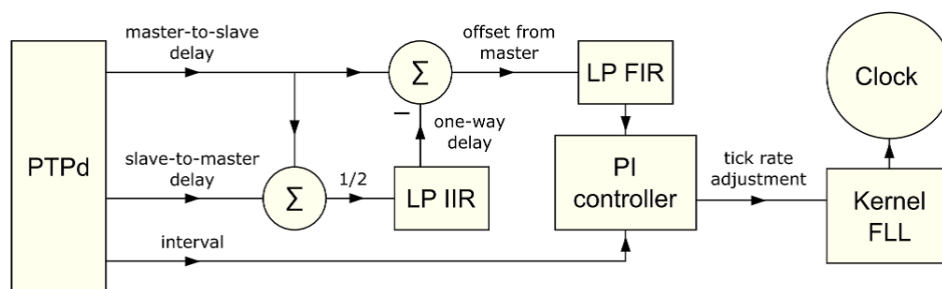 master-to-slave
delay
offset from
master
Σ
LP FIR
Clock
−
one-way
delay
PTPd
slave-to-master
delay
Σ
1/2
LP IIR
PI
controller
tick rate
adjustment
Kernel
FLL
interval